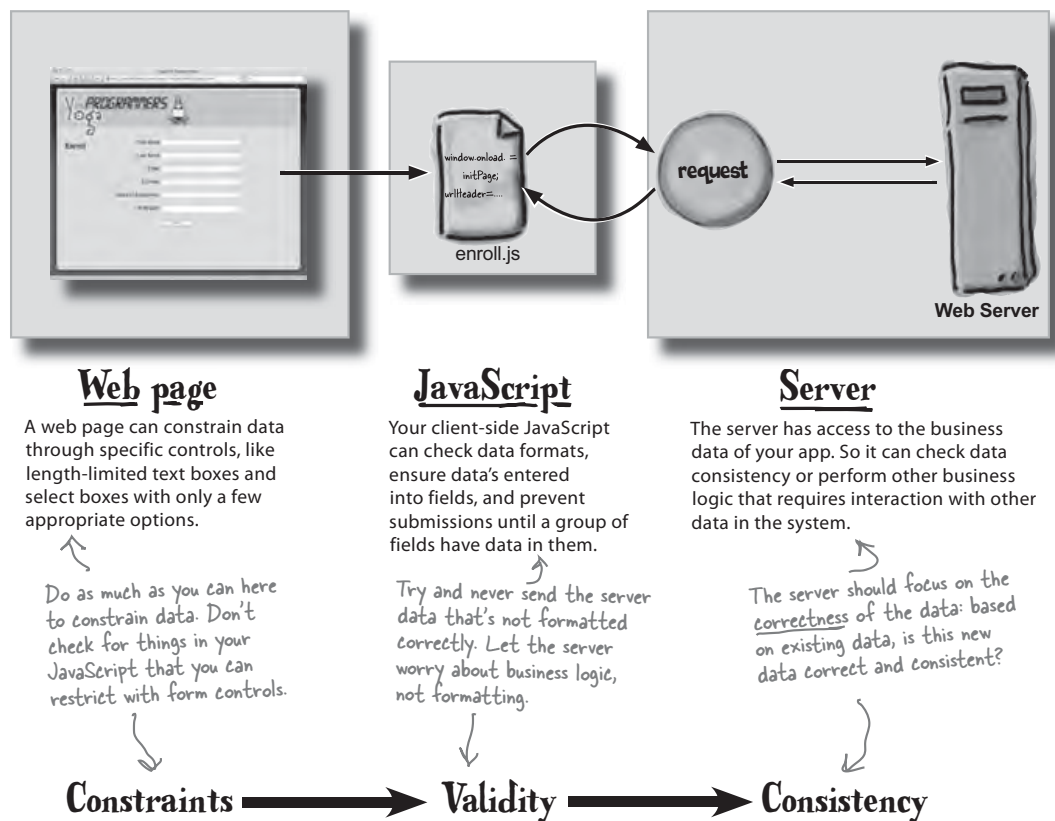 Yoga PROGRAMMERS
Enroll
window.onload. =
initPage;
urlHeader=....
enroll.js
request
Web Server
Web page
A web page can constrain data
through specific controls, like
length-limited text boxes and
select boxes with only a few
appropriate options.
Do as much as you can here
to constrain data. Don't
check for things in your
JavaScript that you can
restrict with form controls.
JavaScript
Your client-side JavaScript
can check data formats,
ensure data's entered
into fields, and prevent
submissions until a group of
fields have data in them.
Try and never send the server
data that's not formatted
correctly. Let the server
worry about business logic,
not formatting.
Server
The server has access to the business
data of your app. So it can check data
consistency or perform other business
logic that requires interaction with other
data in the system.
The server should focus on the
correctness of the data: based
on existing data, is this new
data correct and consistent?
Constraints
Validity
Consistency